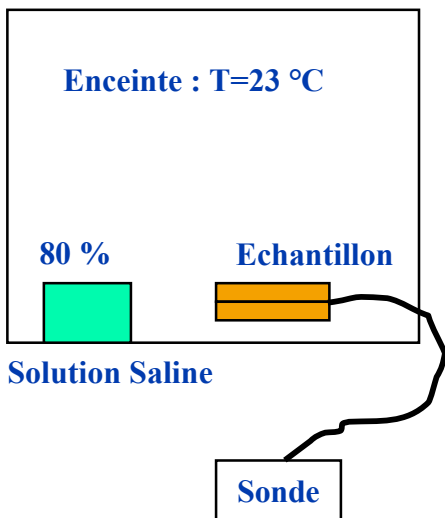 Enceinte : T=23 °C
80 %
Echantillon
Solution Saline
Sonde